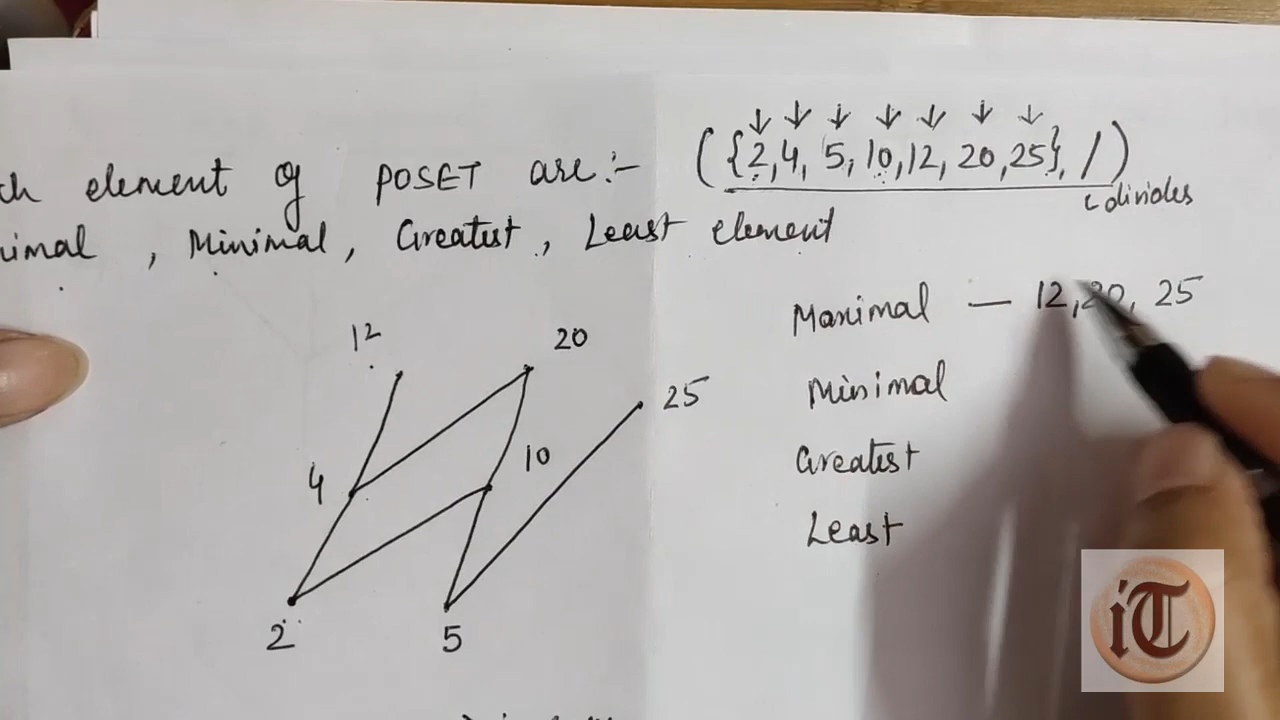 ({2,4, 5, 10,12, 20,25}, /)
element of POSET are:-
divides
, Minimal, Greatest, Least element
Maximal — 12,20, 25
Minimal
Greatest
Least
12
20
25
4
10
2
5
iT